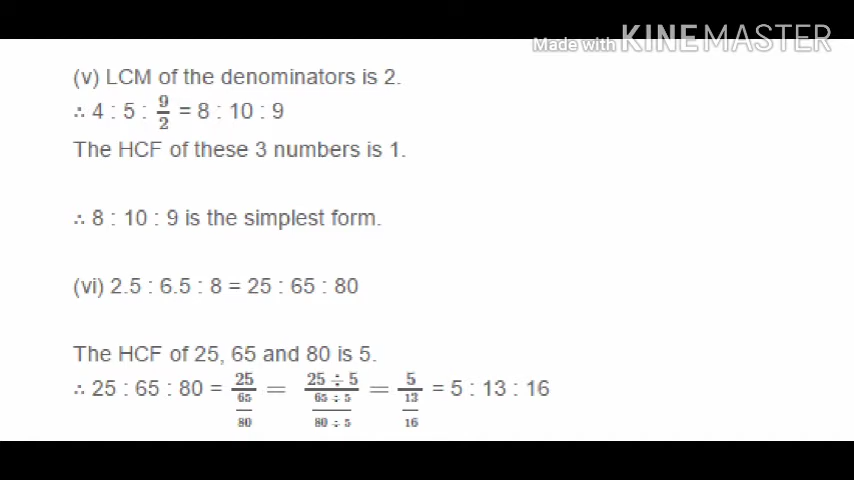 Made with KINEMASTER
(v) LCM of the denominators is 2.
∴ 4 : 5 : 9/2 = 8 : 10 : 9
The HCF of these 3 numbers is 1.
∴ 8 : 10 : 9 is the simplest form.
(vi) 2.5 : 6.5 : 8 = 25 : 65 : 80
The HCF of 25, 65 and 80 is 5.
∴ 25 : 65 : 80 = 25/(65/80) = (25 ÷ 5)/((65 ÷ 5)/(80 ÷ 5)) = 5/(13/16) = 5 : 13 : 16